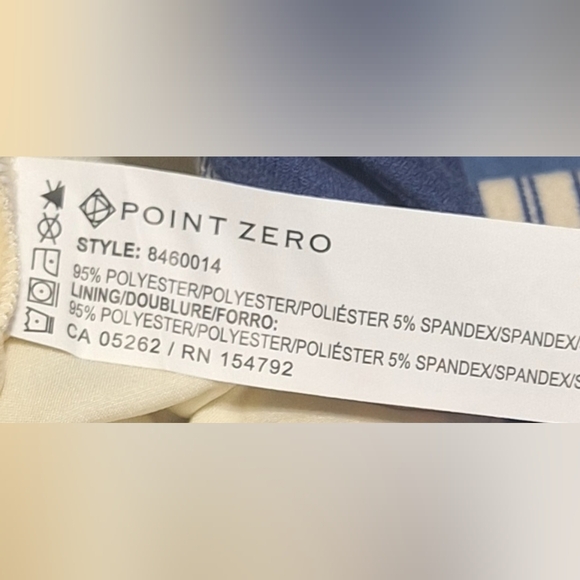 POINT ZERO
STYLE: 8460014
95% POLYESTER/POLYESTER/POLIÉSTER 5% SPANDEX/SPANDEX/
LINING/DOUBLURE/FORRO:
95% POLYESTER/POLYESTER/POLIÉSTER 5% SPANDEX/SPANDEX/S
CA 05262 / RN 154792